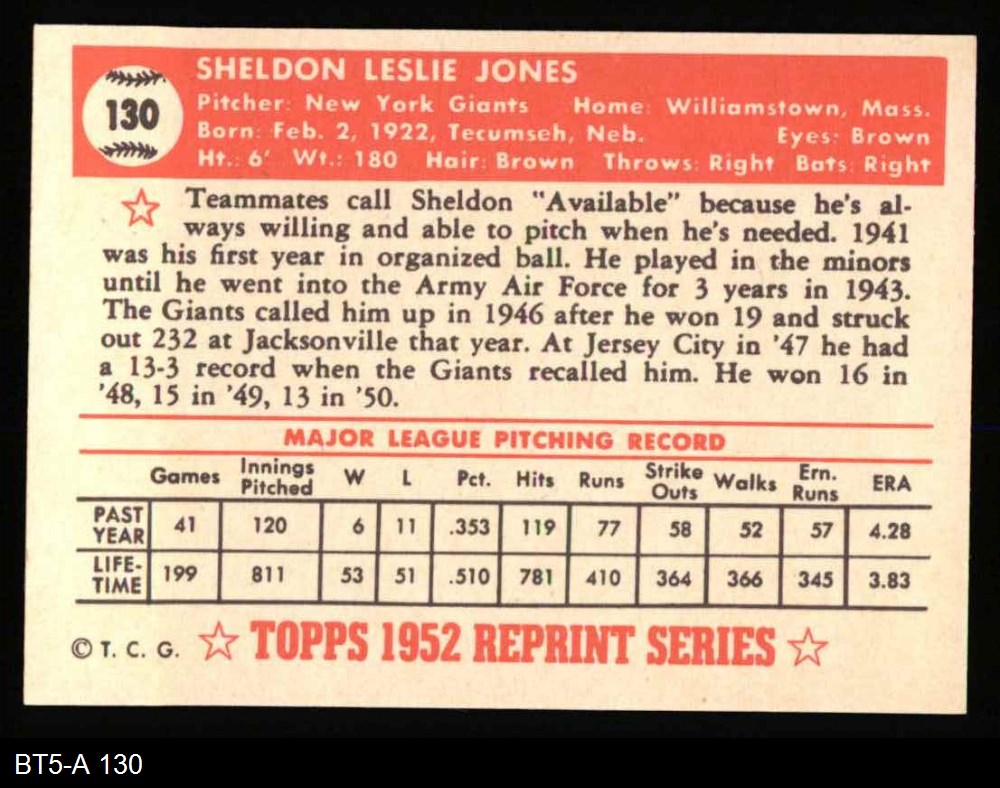 130
SHELDON LESLIE JONES
Pitcher: New York Giants Home: Williamstown, Mass.
Born: Feb. 2, 1922, Tecumseh, Neb. Eyes: Brown
Ht.: 6' Wt.: 180 Hair: Brown Throws: Right Bats: Right
Teammates call Sheldon "Available" because he's al-
ways willing and able to pitch when he's needed. 1941
was his first year in organized ball. He played in the minors
until he went into the Army Air Force for 3 years in 1943.
The Giants called him up in 1946 after he won 19 and struck
out 232 at Jacksonville that year. At Jersey City in '47 he had
a 13-3 record when the Giants recalled him. He won 16 in
'48, 15 in '49, 13 in '50.
MAJOR LEAGUE PITCHING RECORD
Games Innings Pitched W L Pct. Hits Runs Strike Outs Walks Ern. Runs ERA
PAST YEAR 41 120 6 11 .353 119 77 58 52 57 4.28
LIFE-TIME 199 811 53 51 .510 781 410 364 366 345 3.83
© T. C. G. TOPPS 1952 REPRINT SERIES
BT5-A 130